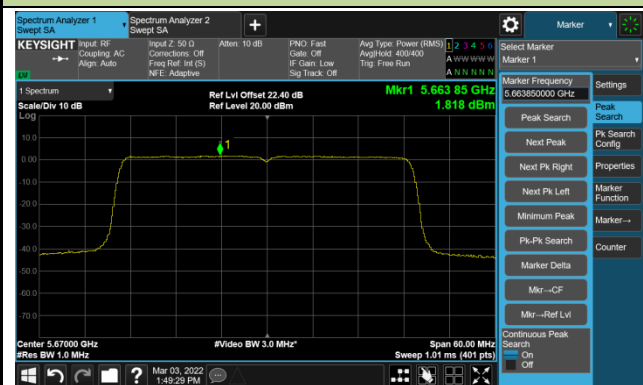 Spectrum Analyzer 1
Swept SA
Spectrum Analyzer 2
Swept SA
+
Marker
KEYSIGHT
Input: RF
Coupling: AC
Align: Auto
Input Z: 50 Ω
Corrections: Off
Freq Ref: Int (S)
NFE: Adaptive
Atten: 10 dB
PNO: Fast
Gate: Off
IF Gain: Low
Sig Track: Off
Avg Type: Power (RMS)
Avg|Hold: 400/400
Trig: Free Run
1 2 3 4 5 6
A W W W W W
A N N N N N
Select Marker
Marker 1
1 Spectrum
Scale/Div 10 dB
Log
Ref Lvl Offset 22.40 dB
Ref Level 20.00 dBm
Mkr1 5.663 85 GHz
1.818 dBm
10.0
0.00
-10.0
-20.0
-30.0
-40.0
-50.0
-60.0
-70.0
1
Center 5.67000 GHz
#Res BW 1.0 MHz
#Video BW 3.0 MHz*
Span 60.00 MHz
Sweep 1.01 ms (401 pts)
Marker Frequency
5.663850000 GHz
Peak Search
Next Peak
Next Pk Right
Next Pk Left
Minimum Peak
Pk-Pk Search
Marker Delta
Mkr→CF
Mkr→Ref Lvl
Continuous Peak
Search
On
Off
Settings
Peak
Search
Pk Search
Config
Properties
Marker
Function
Marker→
Counter
?
Mar 03, 2022
1:49:29 PM